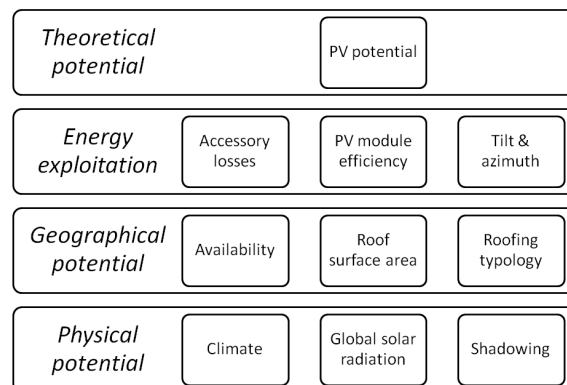 Theoretical
potential
PV potential
Energy
exploitation
Accessory
losses
PV module
efficiency
Tilt &
azimuth
Geographical
potential
Availability
Roof
surface area
Roofing
typology
Physical
potential
Climate
Global solar
radiation
Shadowing